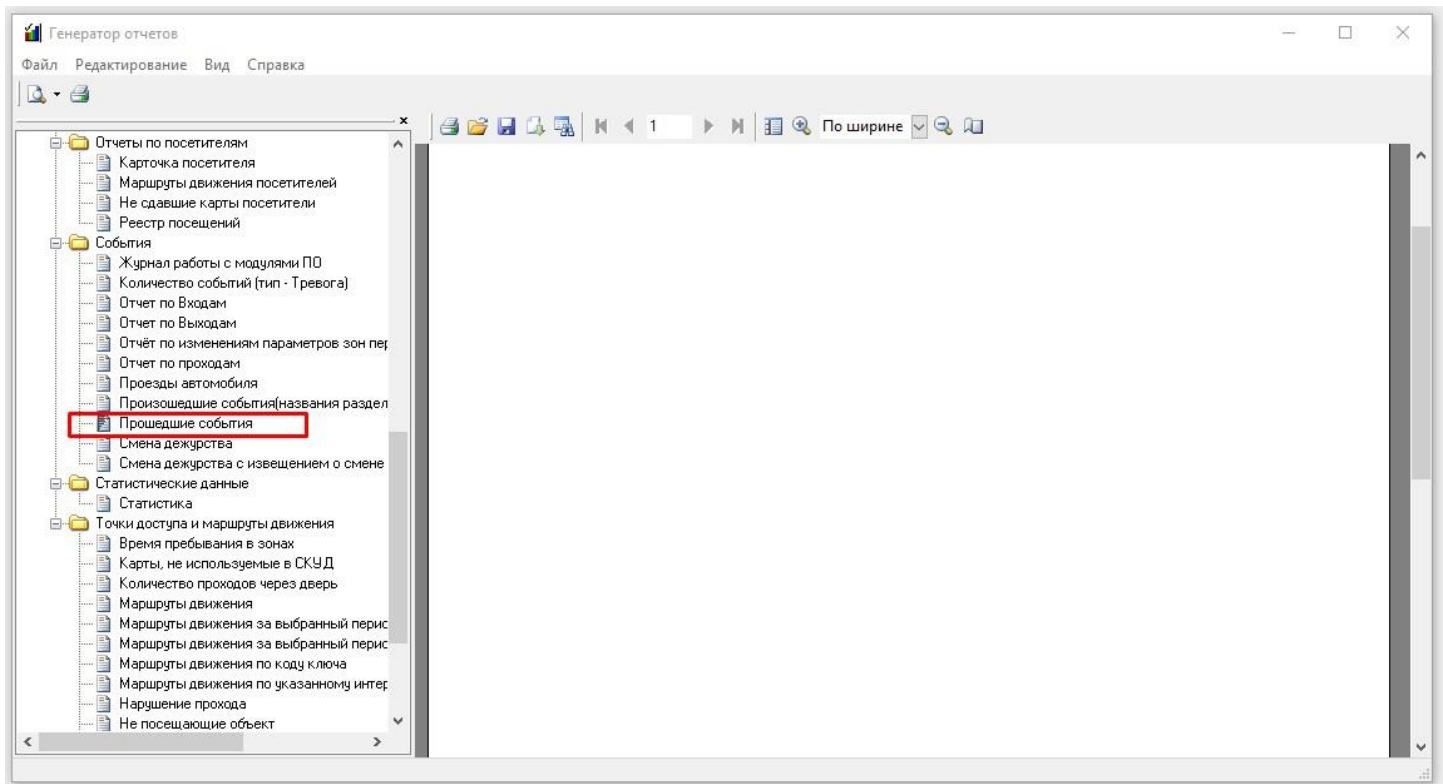 Генератор отчетов
Файл Редактирование Вид Справка
1 По ширине
Отчеты по посетителям
Карточка посетителя
Маршруты движения посетителей
Не сдавшие карты посетители
Реестр посещений
События
Журнал работы с модулями ПО
Количество событий (тип - Тревога)
Отчет по Входам
Отчет по Выходам
Отчёт по изменениям параметров зон пер
Отчет по проходам
Проезды автомобиля
Произошедшие события(названия раздел
Прошедшие события
Смена дежурства
Смена дежурства с извещением о смене
Статистические данные
Статистика
Точки доступа и маршруты движения
Время пребывания в зонах
Карты, не используемые в СКУД
Количество проходов через дверь
Маршруты движения
Маршруты движения за выбранный перис
Маршруты движения за выбранный перис
Маршруты движения по коду ключа
Маршруты движения по указанному интер
Нарушение прохода
Не посещающие объект